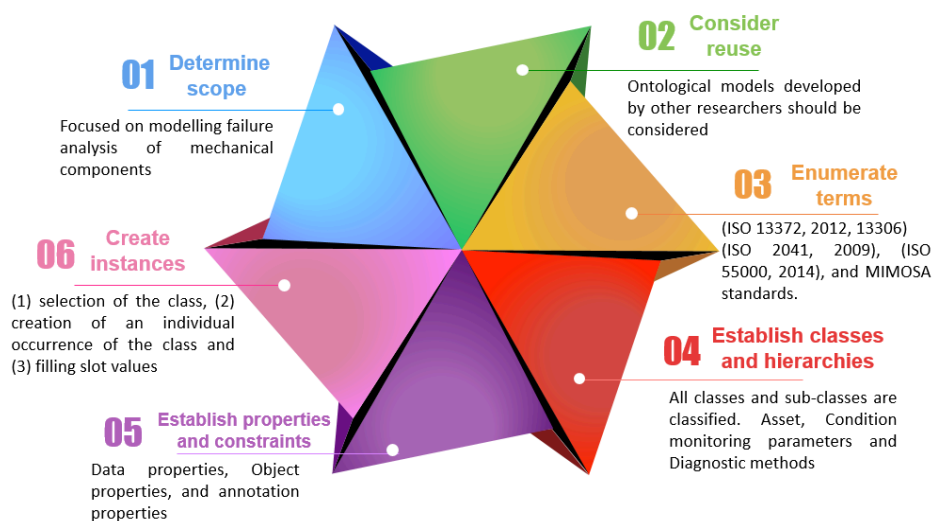 01 Determine
scope
Focused on modelling failure
analysis of mechanical
components
02 Consider
reuse
Ontological models developed
by other researchers should be
considered
03 Enumerate
terms
(ISO 13372, 2012, 13306)
(ISO 2041, 2009), (ISO
55000, 2014), and MIMOSA
standards.
04 Establish classes
and hierarchies
All classes and sub-classes are
classified. Asset, Condition
monitoring parameters and
Diagnostic methods
05 Establish properties
and constraints
Data properties, Object
properties, and annotation
properties
06 Create
instances
(1) selection of the class, (2)
creation of an individual
occurrence of the class and
(3) filling slot values